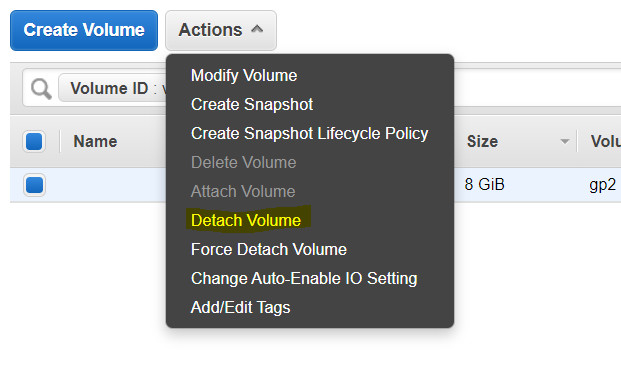 Create Volume Actions
Volume ID :
Name Size
8 GiB gp2
Modify Volume
Create Snapshot
Create Snapshot Lifecycle Policy
Delete Volume
Attach Volume
Detach Volume
Force Detach Volume
Change Auto-Enable IO Setting
Add/Edit Tags